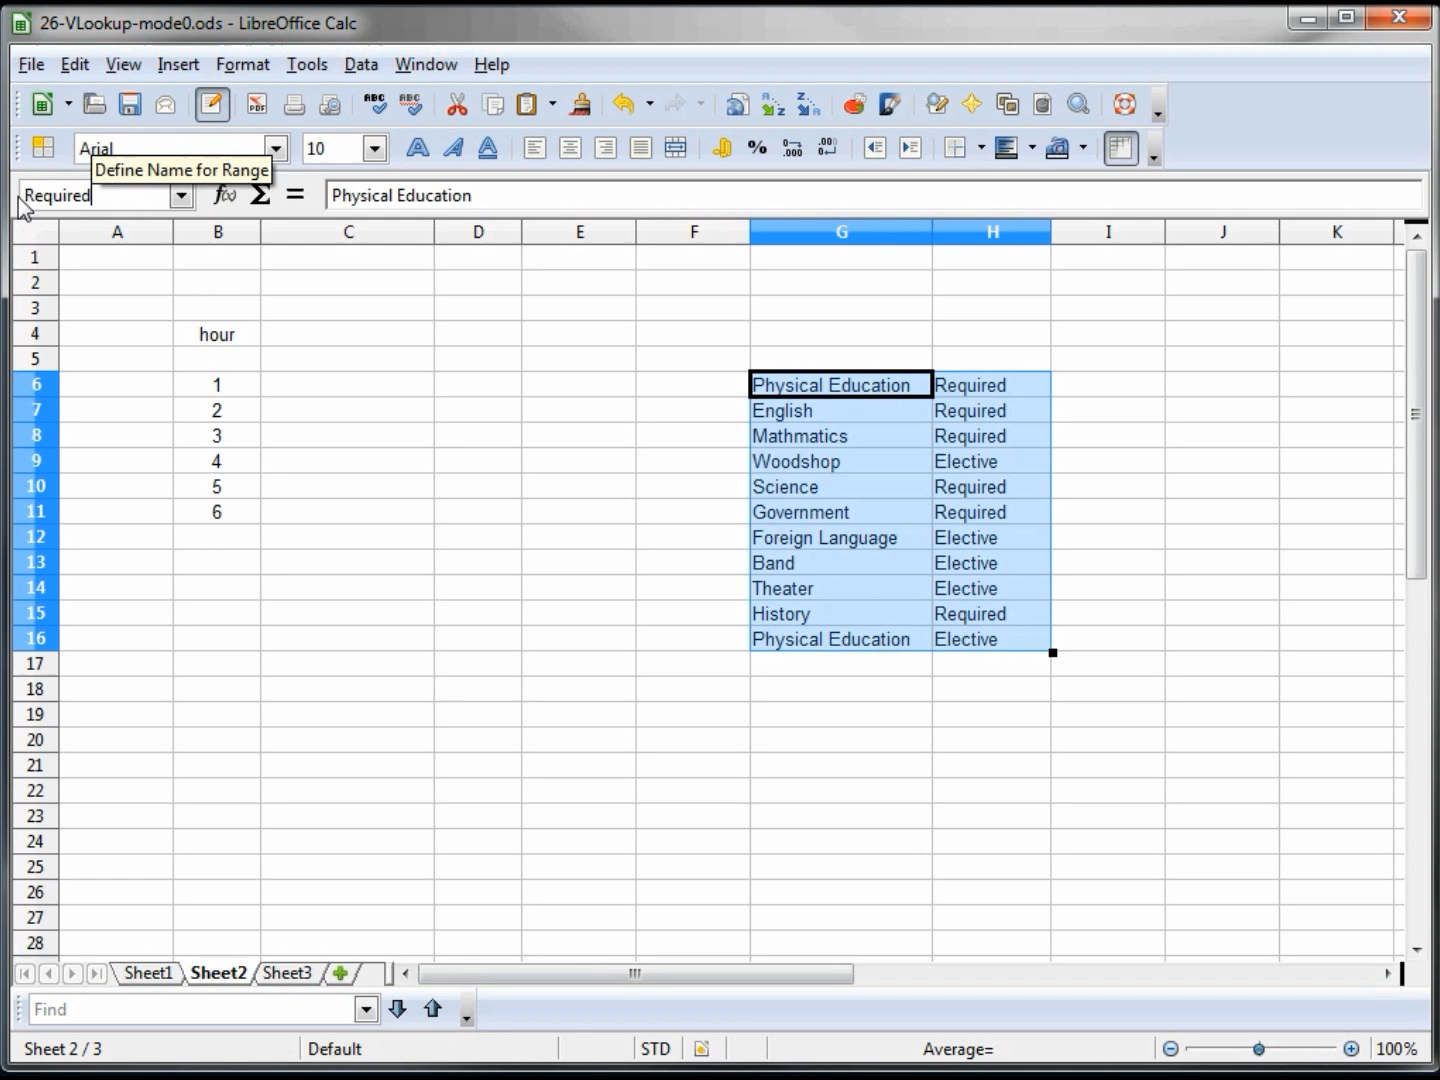 26-VLookup-mode0.ods - LibreOffice Calc
File Edit View Insert Format Tools Data Window Help
Arial 10
Define Name for Range
Required Physical Education
A B C D E F G H I J K
1
2
3
4 hour
5
6 1 Physical Education Required
7 2 English Required
8 3 Mathmatics Required
9 4 Woodshop Elective
10 5 Science Required
11 6 Government Required
12 Foreign Language Elective
13 Band Elective
14 Theater Elective
15 History Required
16 Physical Education Elective
17
18
19
20
21
22
23
24
25
26
27
28
Sheet1 Sheet2 Sheet3
Find
Sheet 2 / 3 Default STD Average= 100%